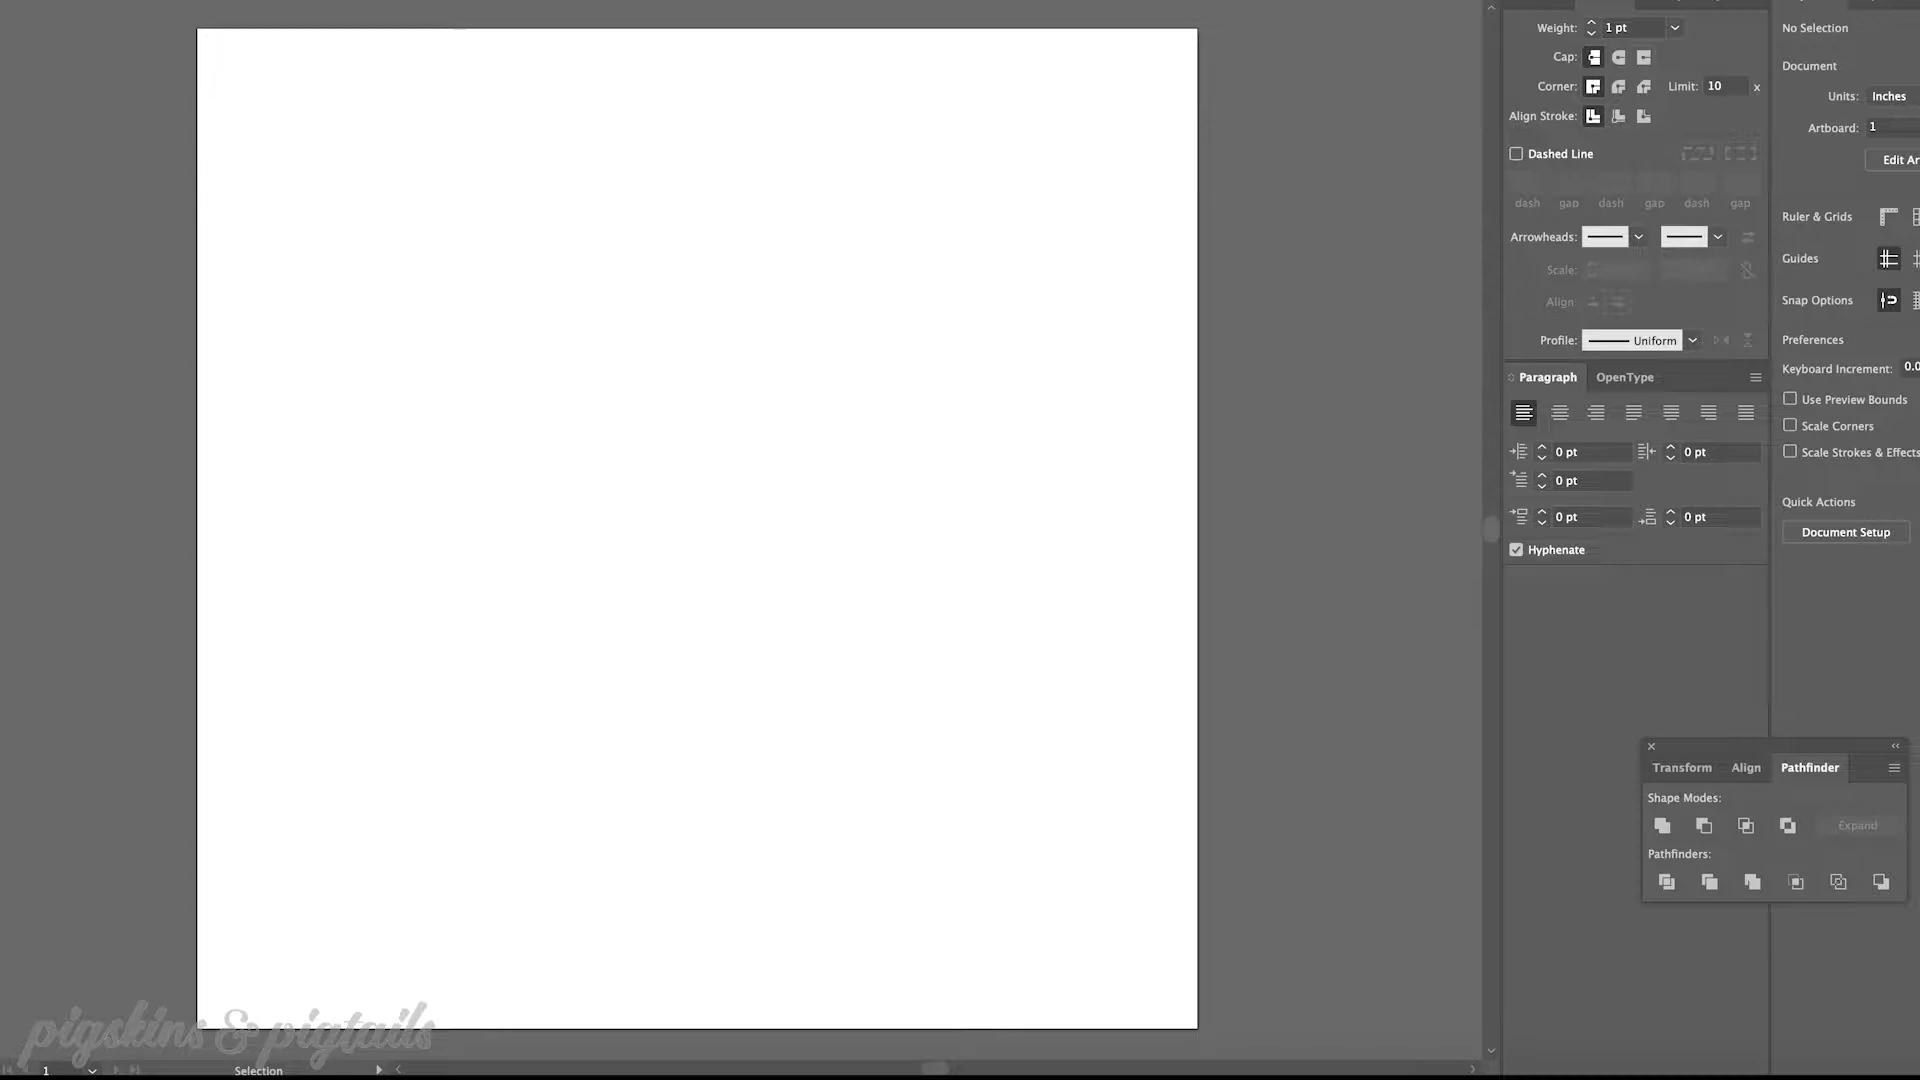 Weight: 1 pt
Cap:
Corner: Limit: 10 x
Align Stroke:
Dashed Line
dash gap dash gap dash gap
Arrowheads:
Scale:
Align:
Profile: Uniform
Paragraph OpenType
0 pt 0 pt
0 pt
0 pt 0 pt
Hyphenate
No Selection
Document
Units: Inches
Artboard: 1
Edit Ar
Ruler & Grids
Guides
Snap Options
Preferences
Keyboard Increment: 0.0
Use Preview Bounds
Scale Corners
Scale Strokes & Effects
Quick Actions
Document Setup
Transform Align Pathfinder
Shape Modes:
Expand
Pathfinders:
pigskins & pigtails
1 Selection